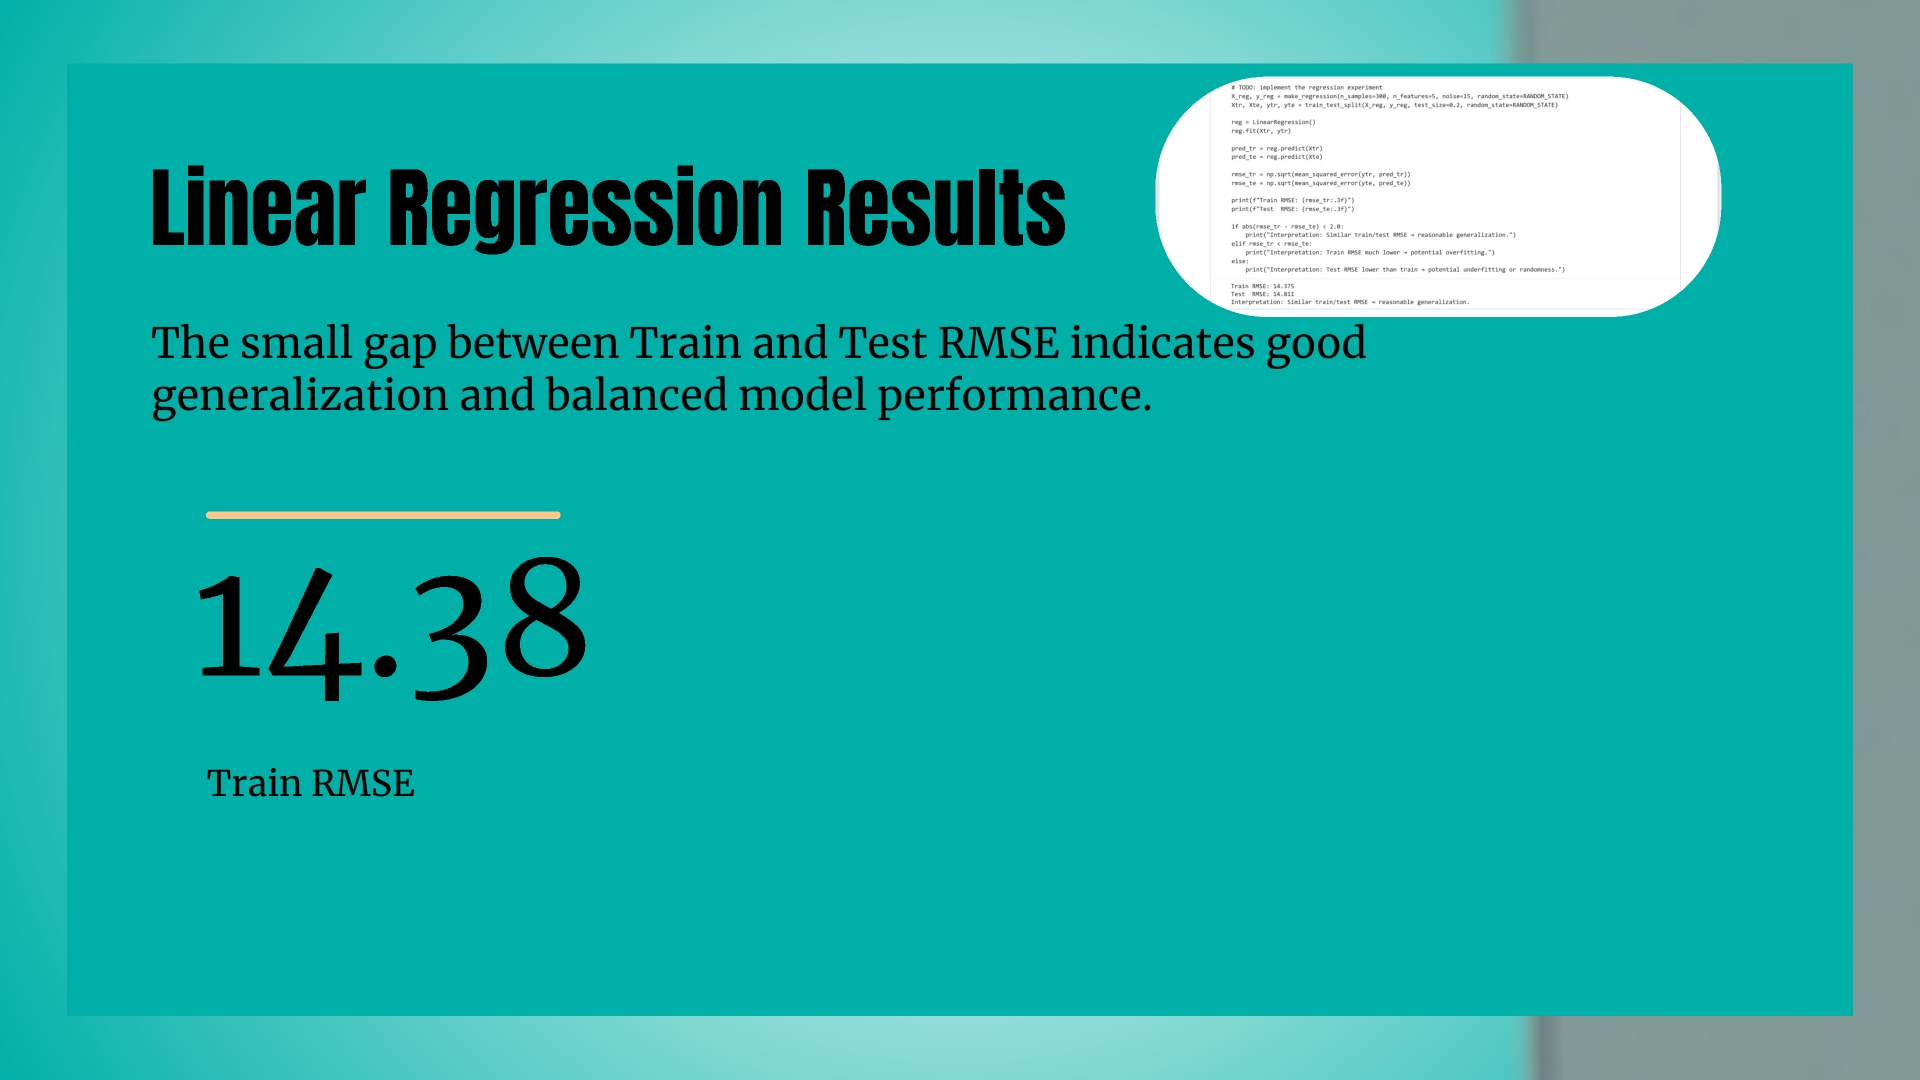 Linear Regression Results
# TODO: implement the regression experiment
X_reg, y_reg = make_regression(n_samples=300, n_features=5, noise=15, random_state=RANDOM_STATE)
Xtr, Xte, ytr, yte = train_test_split(X_reg, y_reg, test_size=0.2, random_state=RANDOM_STATE)
reg = LinearRegression()
reg.fit(Xtr, ytr)
pred_tr = reg.predict(Xtr)
pred_te = reg.predict(Xte)
rmse_tr = np.sqrt(mean_squared_error(ytr, pred_tr))
rmse_te = np.sqrt(mean_squared_error(yte, pred_te))
print(f"Train RMSE: {rmse_tr:.3f}")
print(f"Test  RMSE: {rmse_te:.3f}")
if abs(rmse_tr - rmse_te) < 2.0:
    print("Interpretation: Similar train/test RMSE → reasonable generalization.")
elif rmse_tr < rmse_te:
    print("Interpretation: Train RMSE much lower → potential overfitting.")
else:
    print("Interpretation: Test RMSE lower than train → potential underfitting or randomness.")
Train RMSE: 14.375
Test  RMSE: 14.811
Interpretation: Similar train/test RMSE → reasonable generalization.
The small gap between Train and Test RMSE indicates good
generalization and balanced model performance.
14.38
Train RMSE